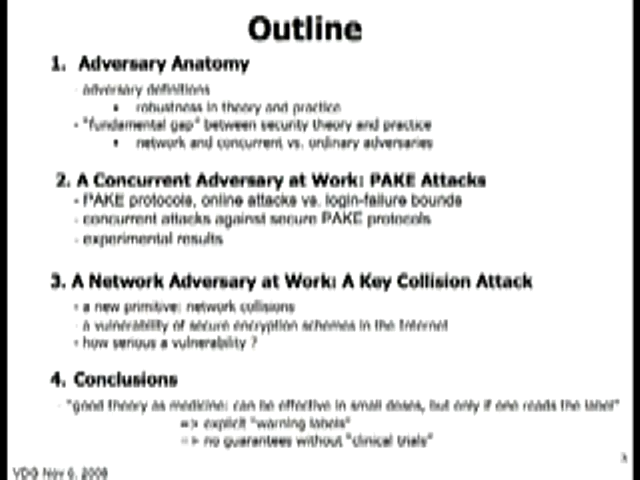 Outline
1. Adversary Anatomy
- adversary definitions
• robustness in theory and practice
- "fundamental gap" between security theory and practice
• network and concurrent vs. ordinary adversaries
2. A Concurrent Adversary at Work: PAKE Attacks
- PAKE protocols, online attacks vs. login-failure bounds
- concurrent attacks against secure PAKE protocols
- experimental results
3. A Network Adversary at Work: A Key Collision Attack
- a new primitive: network collisions
- a vulnerability of secure encryption schemes in the Internet
- how serious a vulnerability ?
4. Conclusions
- "good theory as medicine: can be effective in small doses, but only if one reads the label"
=> explicit "warning labels"
=> no guarantees without "clinical trials"
3
VDG Nov 6, 2008